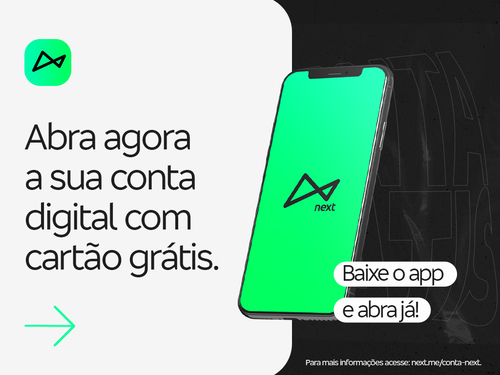 Abra agora
a sua conta
digital com
cartão grátis.
next
Baixe o app
e abra já!
Para mais informações acesse: next.me/conta-next.